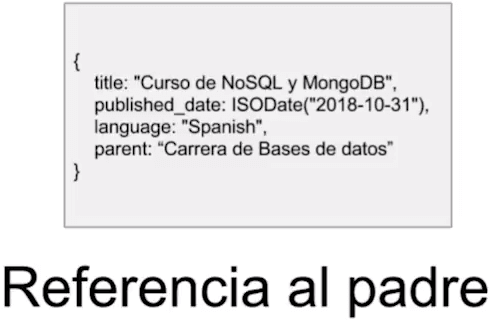 {
title: "Curso de NoSQL y MongoDB",
published_date: ISODate("2018-10-31"),
language: "Spanish",
parent: “Carrera de Bases de datos”
}
Referencia al padre